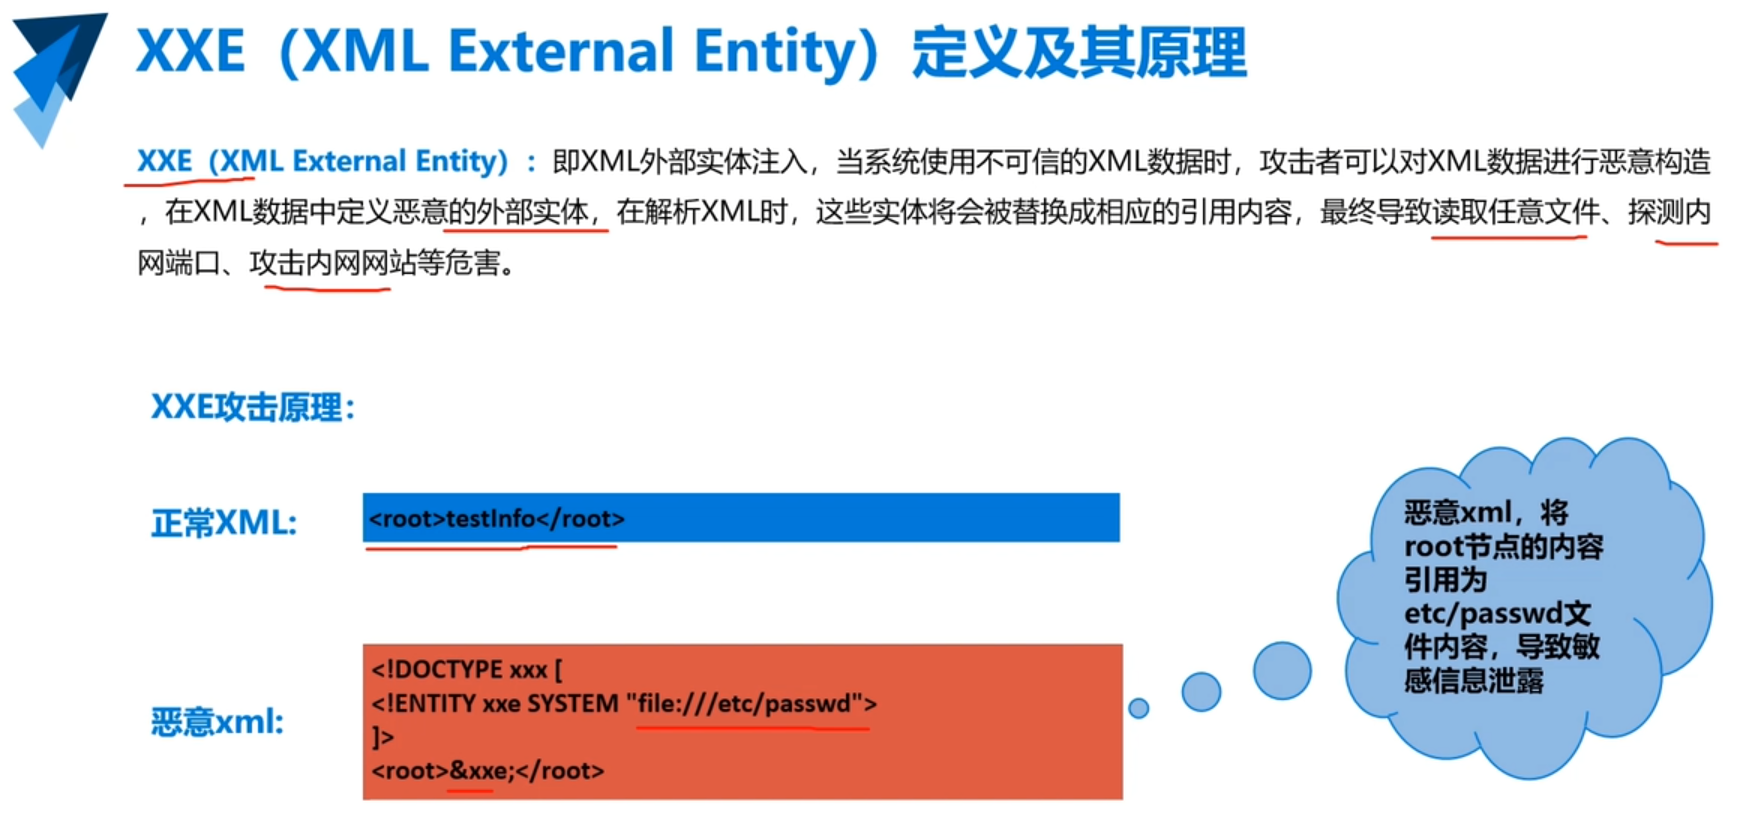 XXE（XML External Entity）定义及其原理
XXE（XML External Entity）：即XML外部实体注入，当系统使用不可信的XML数据时，攻击者可以对XML数据进行恶意构造
，在XML数据中定义恶意的外部实体，在解析XML时，这些实体将会被替换成相应的引用内容，最终导致读取任意文件、探测内
网端口、攻击内网网站等危害。
XXE攻击原理：
正常XML:
<root>testInfo</root>
恶意xml:
<!DOCTYPE xxx [
<!ENTITY xxe SYSTEM "file:///etc/passwd">
]>
<root>&xxe;</root>
恶意xml，将
root节点的内容
引用为
etc/passwd文
件内容，导致敏
感信息泄露